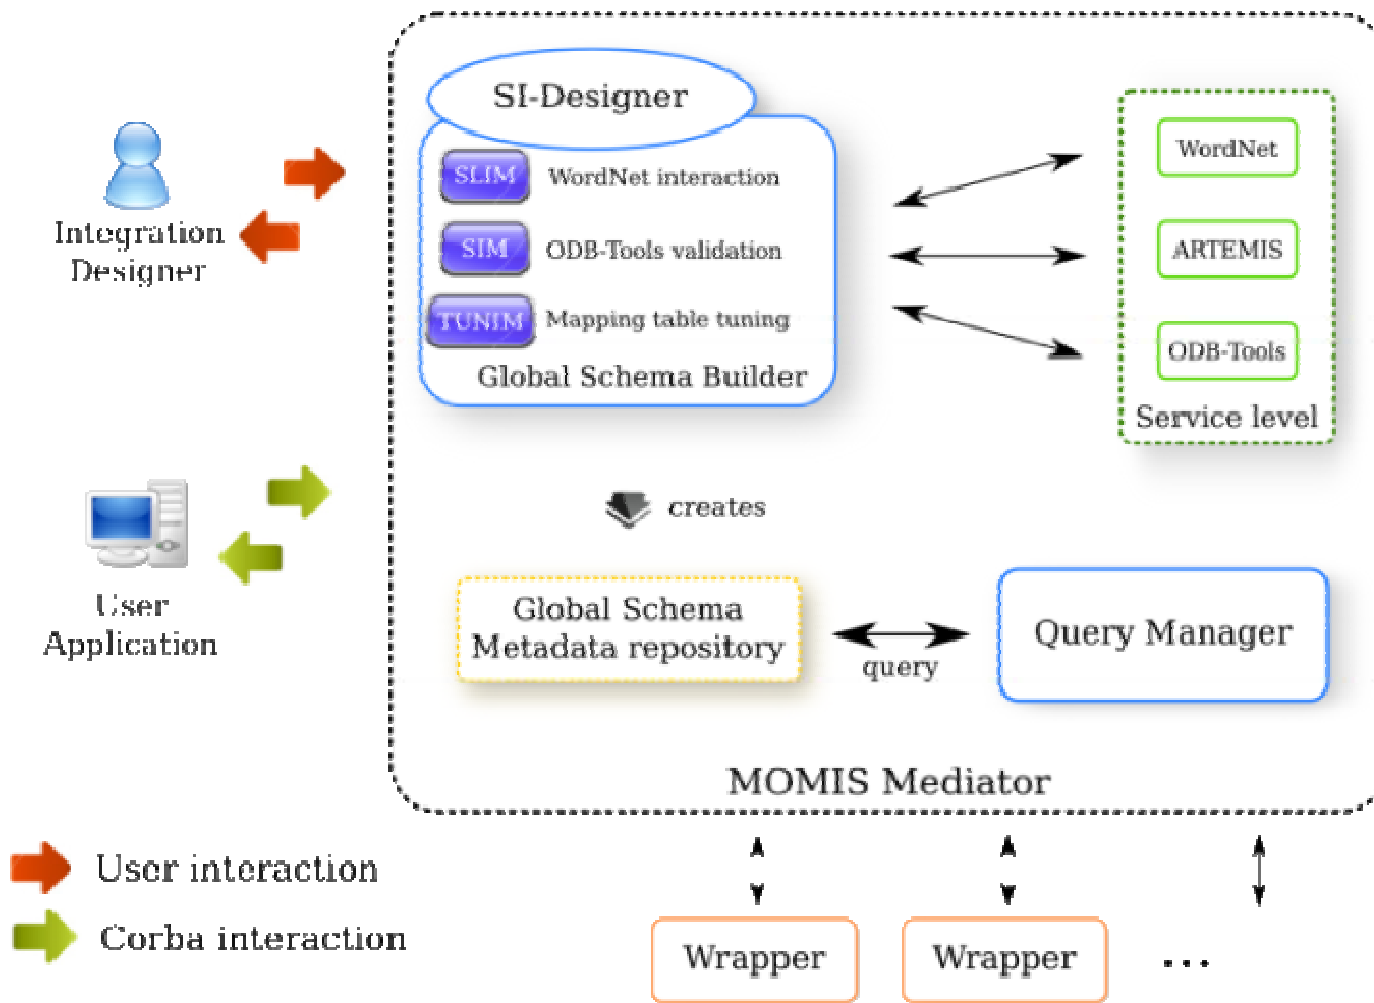 SI-Designer
SLIM WordNet interaction
SIM ODB-Tools validation
TUNIM Mapping table tuning
Global Schema Builder
WordNet
ARTEMIS
ODB-Tools
Service level
Integration
Designer
creates
User
Application
Global Schema
Metadata repository
query
Query Manager
MOMIS Mediator
User interaction
Corba interaction
Wrapper
Wrapper
...